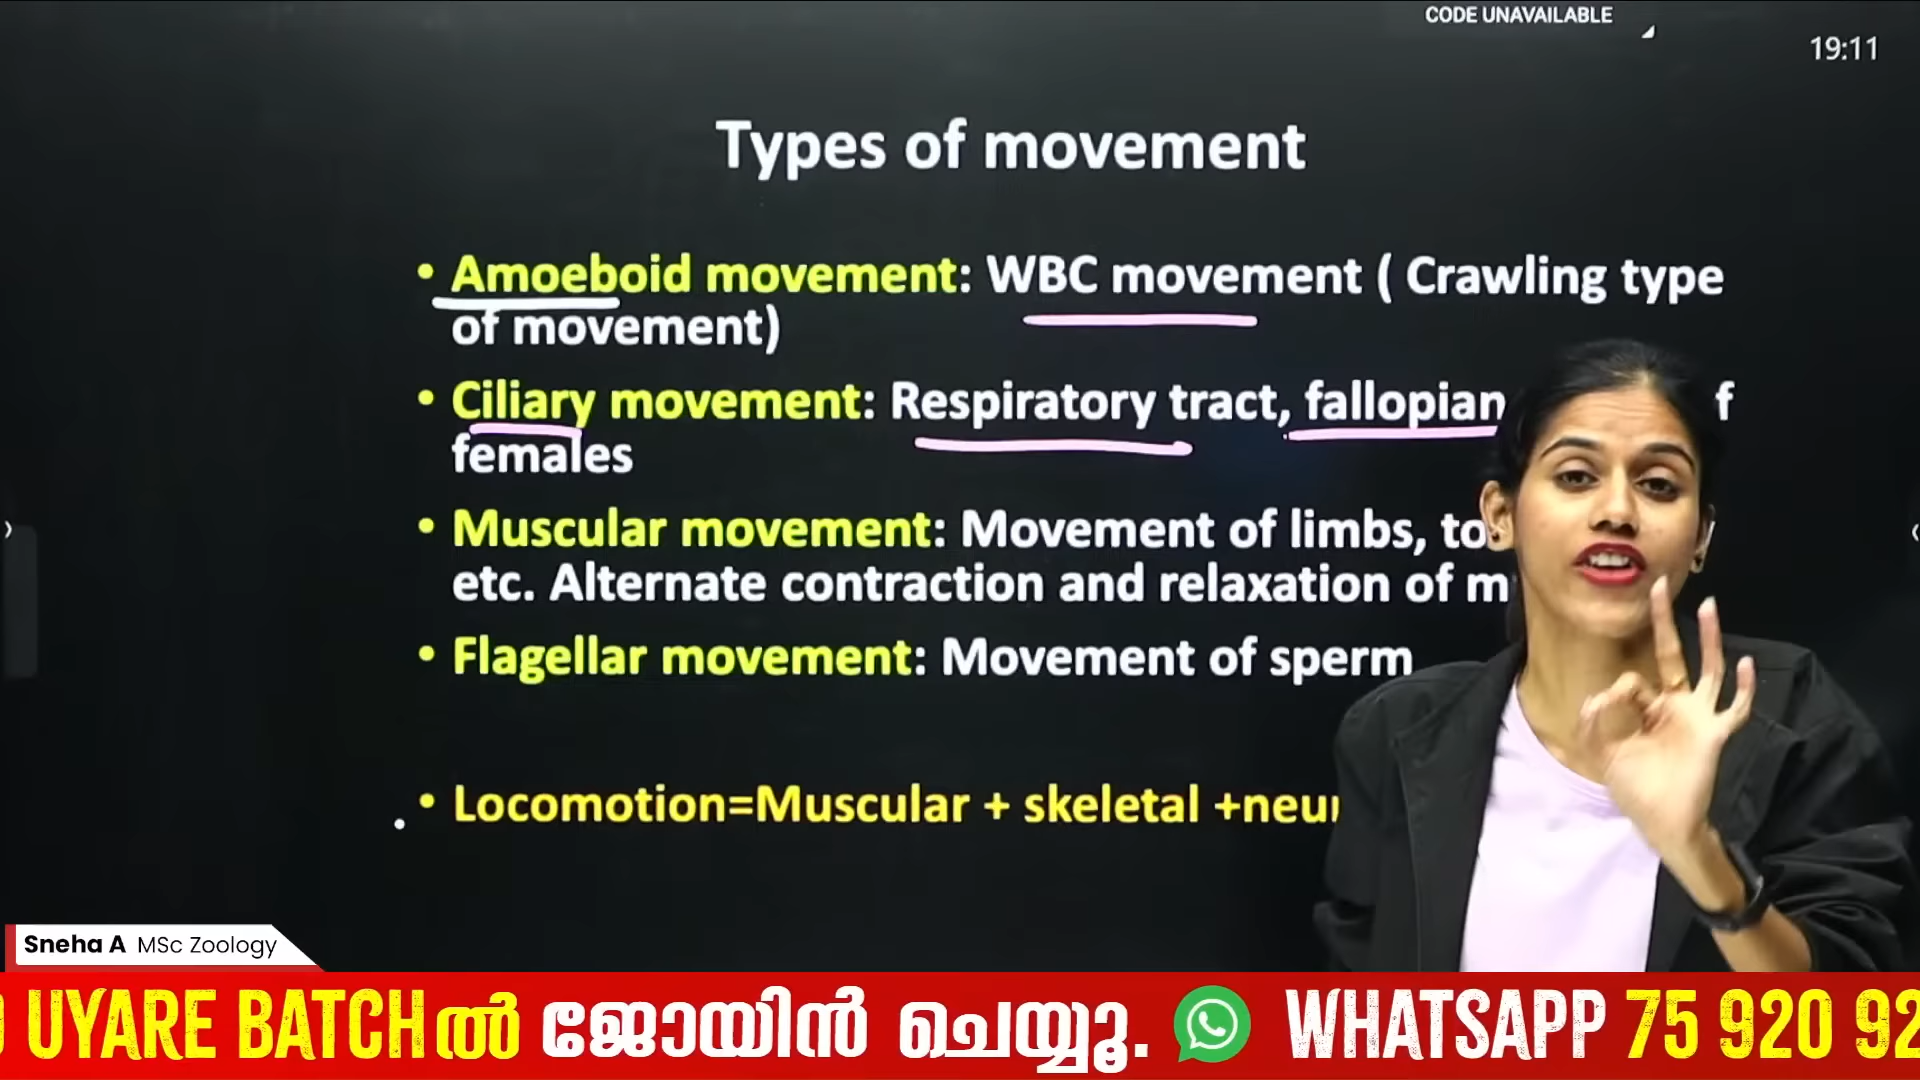 CODE UNAVAILABLE
19:11
Types of movement
• Amoeboid movement: WBC movement ( Crawling type
of movement)
• Ciliary movement: Respiratory tract, fallopian
females
• Muscular movement: Movement of limbs,
etc. Alternate contraction and relaxation of
• Flagellar movement: Movement of sperm
• Locomotion=Muscular + skeletal +
Sneha A MSc Zoology
UYARE BATCHൽ ജോയിൻ ചെയ്യൂ. WHATSAPP 75 920 92